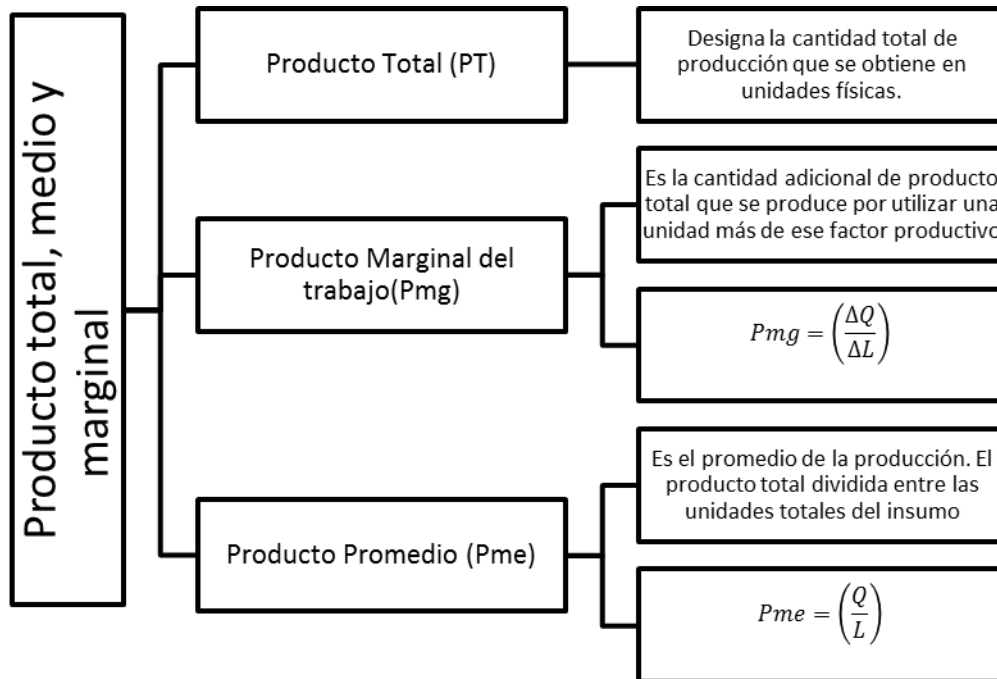 Producto total, medio y
marginal
Producto Total (PT)
Designa la cantidad total de
producción que se obtiene en
unidades físicas.
Producto Marginal del
trabajo(Pmg)
Es la cantidad adicional de producto
total que se produce por utilizar una
unidad más de ese factor productivo
Pmg = (ΔQ/ΔL)
Producto Promedio (Pme)
Es el promedio de la producción. El
producto total dividida entre las
unidades totales del insumo
Pme = (Q/L)